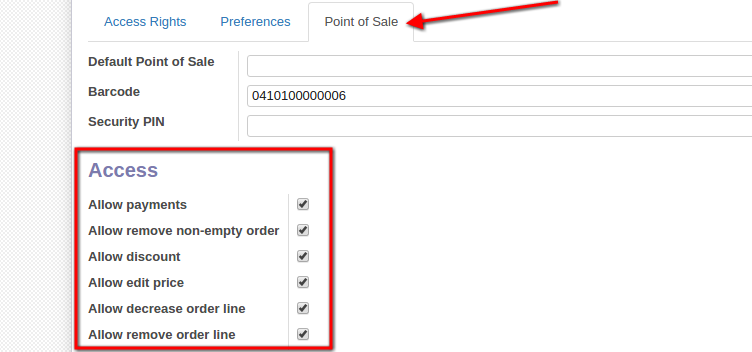 Access Rights Preferences Point of Sale
Default Point of Sale
Barcode 0410100000006
Security PIN
Access
Allow payments
Allow remove non-empty order
Allow discount
Allow edit price
Allow decrease order line
Allow remove order line